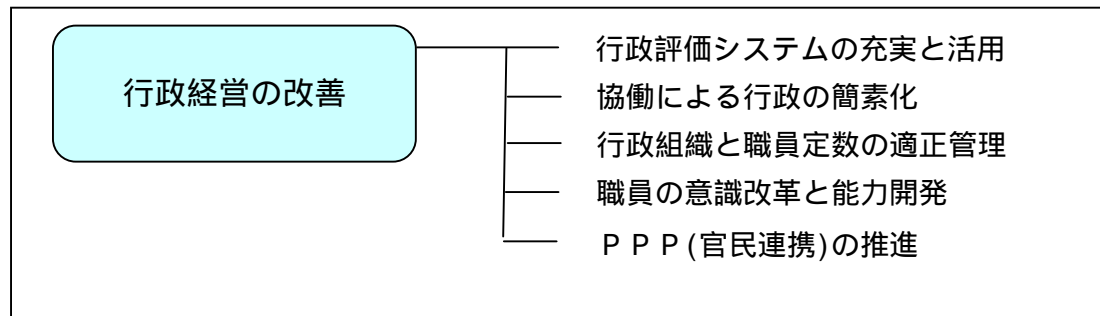 行政経営の改善
行政評価システムの充実と活用
協働による行政の簡素化
行政組織と職員定数の適正管理
職員の意識改革と能力開発
ＰＰＰ(官民連携)の推進